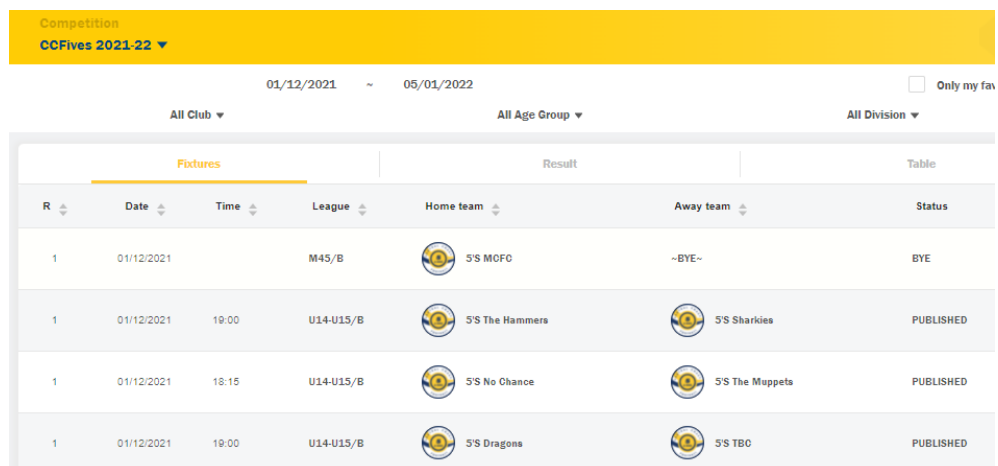 Competition
CCFives 2021-22
01/12/2021 ~ 05/01/2022 Only my fav
All Club All Age Group All Division
Fixtures Result Table
R Date Time League Home team Away team Status
1 01/12/2021 M45/B 5'S MCFC ~BYE~ BYE
1 01/12/2021 19:00 U14-U15/B 5'S The Hammers 5'S Sharkies PUBLISHED
1 01/12/2021 18:15 U14-U15/B 5'S No Chance 5'S The Muppets PUBLISHED
1 01/12/2021 19:00 U14-U15/B 5'S Dragons 5'S TBC PUBLISHED